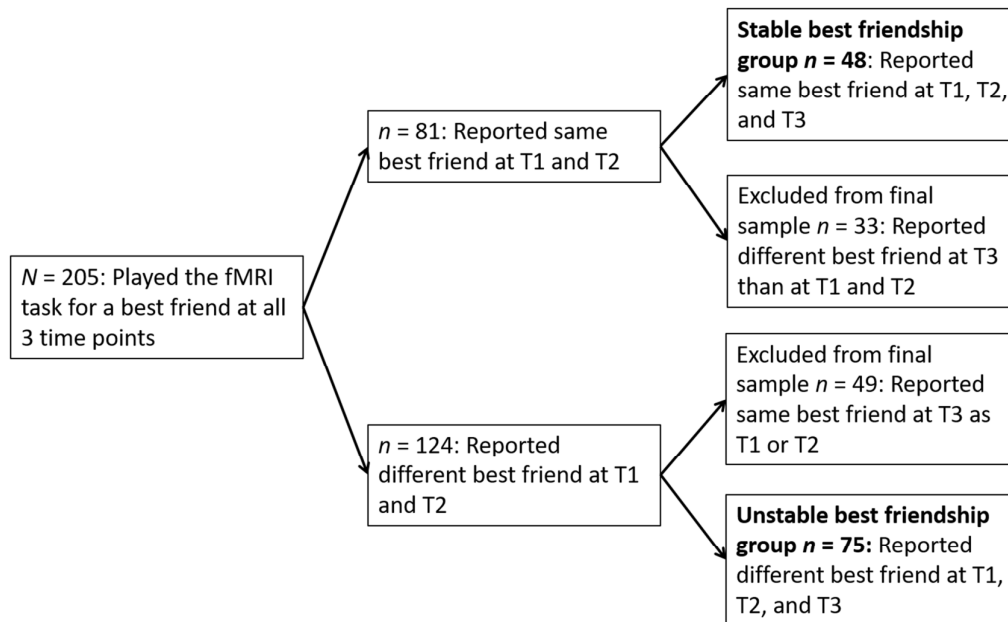 N = 205: Played the fMRI
task for a best friend at all
3 time points
n = 81: Reported same
best friend at T1 and T2
n = 124: Reported
different best friend at T1
and T2
Stable best friendship
group n = 48: Reported
same best friend at T1, T2,
and T3
Excluded from final
sample n = 33: Reported
different best friend at T3
than at T1 and T2
Excluded from final
sample n = 49: Reported
same best friend at T3 as
T1 or T2
Unstable best friendship
group n = 75: Reported
different best friend at T1,
T2, and T3